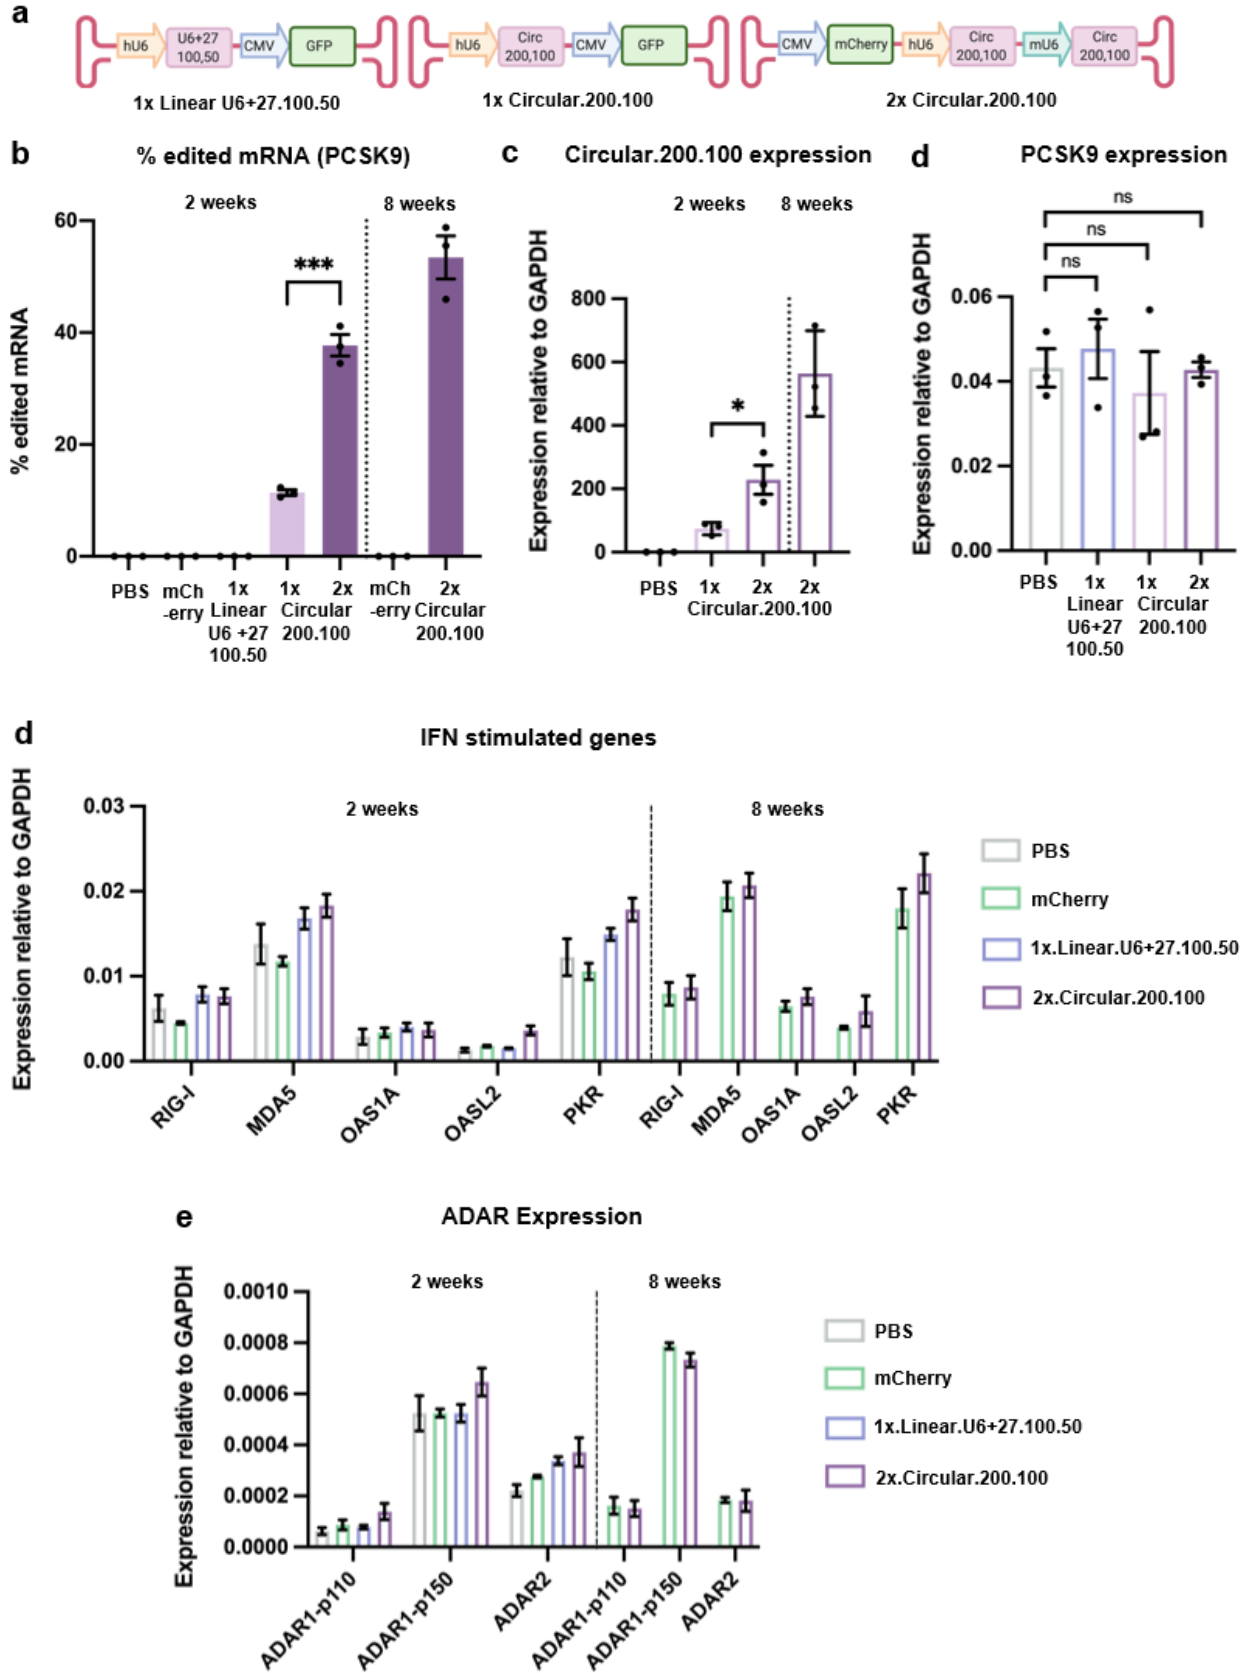 a
hU6
U6+27
100,50
CMV
GFP
hU6
Circ
200,100
CMV
GFP
CMV
mCherry
hU6
Circ
200,100
mU6
Circ
200,100
1x Linear U6+27.100.50
1x Circular.200.100
2x Circular.200.100
b
% edited mRNA (PCSK9)
2 weeks
8 weeks
% edited mRNA
60
40
20
0
***
PBS
mCh
-erry
1x
Linear
U6 +27
100.50
1x
2x
Circular
200.100
mCh
-erry
2x
Circular
200.100
c
Circular.200.100 expression
2 weeks
8 weeks
Expression relative to GAPDH
800
600
400
200
0
*
PBS
1x
2x
2x
Circular.200.100
d
PCSK9 expression
Expression relative to GAPDH
ns
ns
ns
0.06
0.04
0.02
0.00
PBS
1x
Linear
U6+27
100.50
1x
2x
Circular
200.100
d
IFN stimulated genes
Expression relative to GAPDH
2 weeks
8 weeks
0.03
0.02
0.01
0.00
RIG-I
MDA5
OAS1A
OASL2
PKR
RIG-I
MDA5
OAS1A
OASL2
PKR
PBS
mCherry
1x.Linear.U6+27.100.50
2x.Circular.200.100
e
ADAR Expression
Expression relative to GAPDH
2 weeks
8 weeks
0.0010
0.0008
0.0006
0.0004
0.0002
0.0000
ADAR1-p110
ADAR1-p150
ADAR2
ADAR1-p110
ADAR1-p150
ADAR2
PBS
mCherry
1x.Linear.U6+27.100.50
2x.Circular.200.100